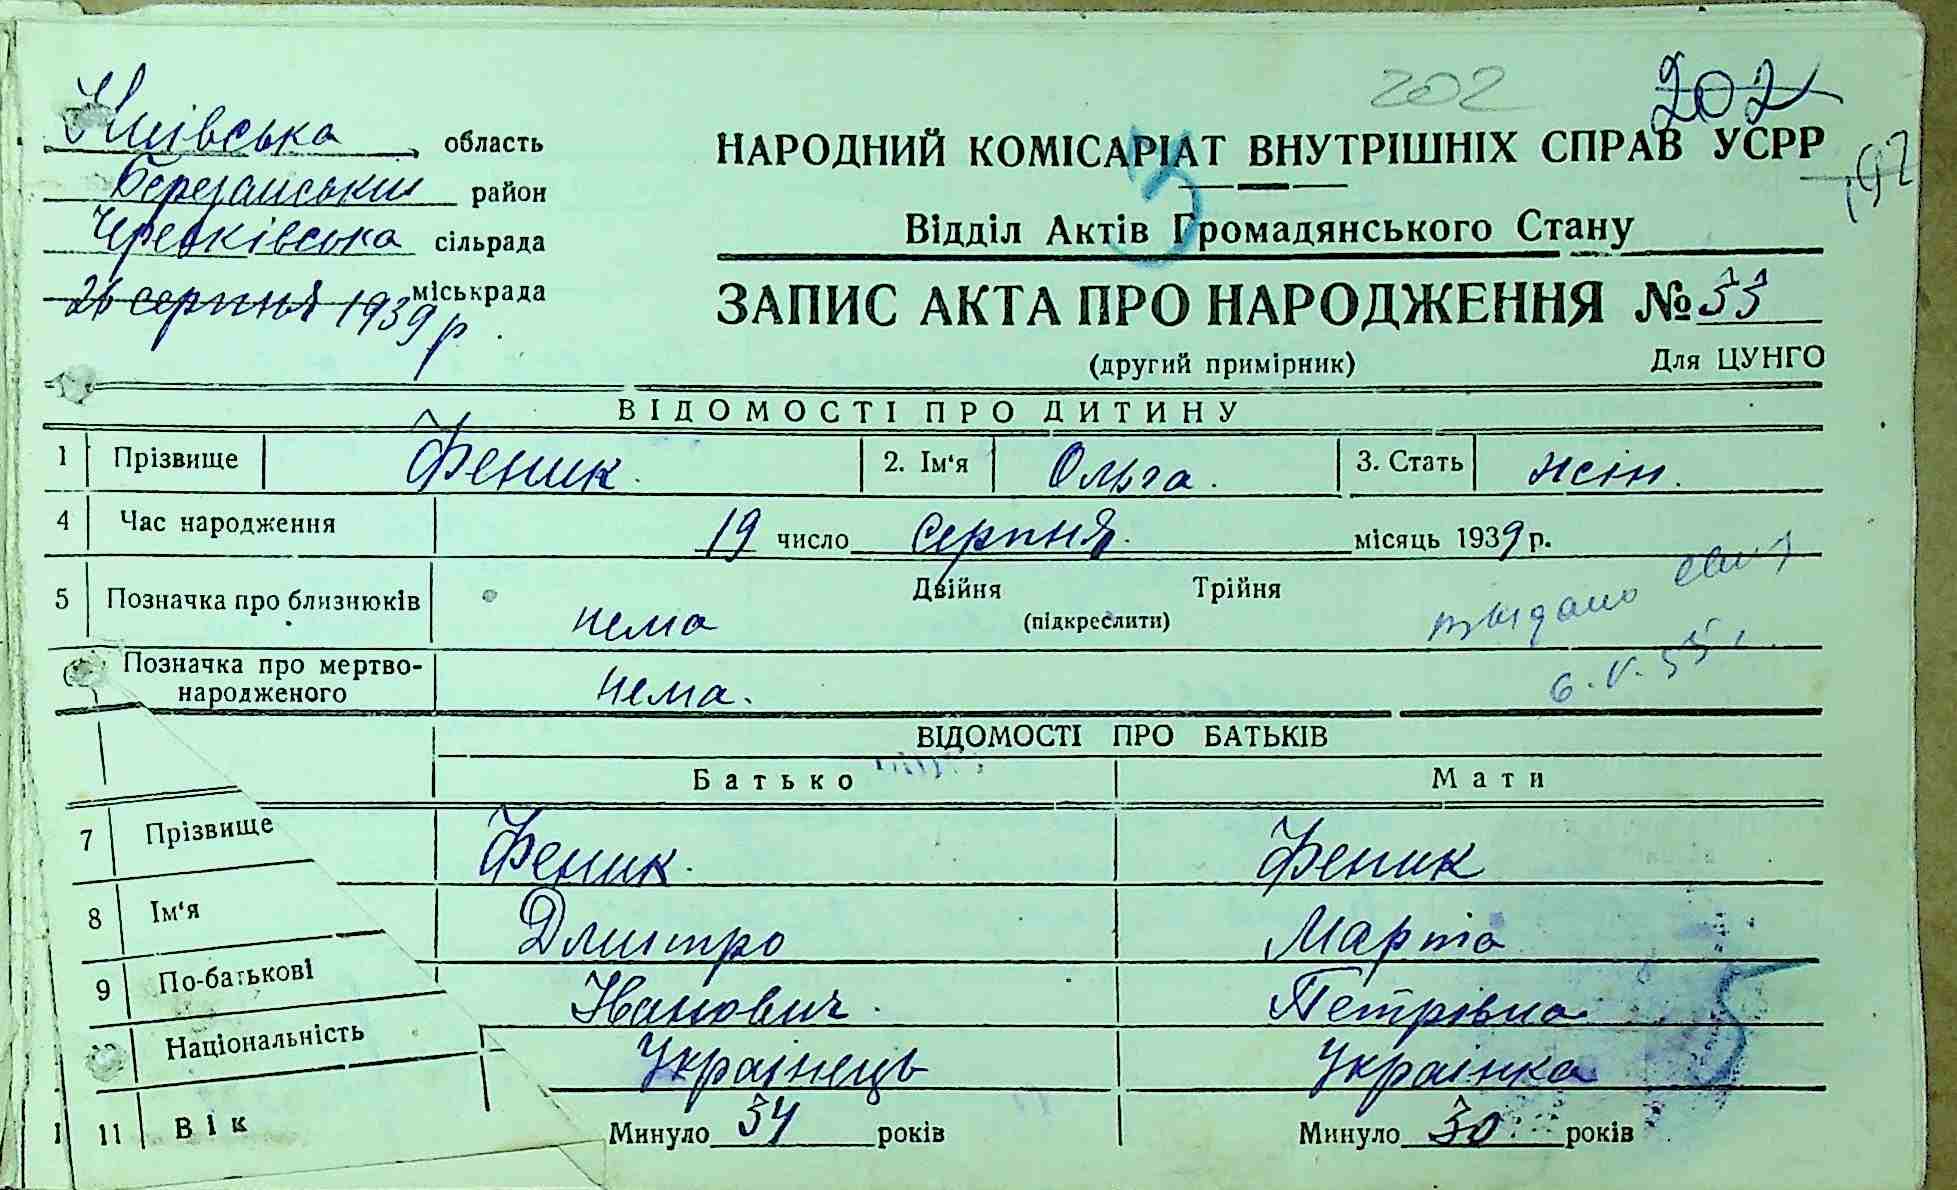 202 202
Київська область
Березанський район
Черевківська сільрада
26 серпня 1939 р. міськрада
НАРОДНИЙ КОМІСАРІАТ ВНУТРІШНІХ СПРАВ УСРР
Відділ Актів Громадянського Стану
ЗАПИС АКТА ПРО НАРОДЖЕННЯ № 33
(другий примірник) Для ЦУНГО
ВІДОМОСТІ ПРО ДИТИНУ
1 Прізвище Феник. 2. Ім'я Ольга. 3. Стать жін.
4 Час народження 19 число серпня місяць 1939 р.
5 Позначка про близнюків нема Двійня Трійня
(підкреслити)
Позначка про мертво-
народженого нема.
6.V.55
ВІДОМОСТІ ПРО БАТЬКІВ
Батько Мати
7 Прізвище Феник. Феник
8 Ім'я Дмитро Марта
9 По-батькові Іванович. Петрівна
Національність Українець Українка
11 Вік Минуло 34 років Минуло 30 років